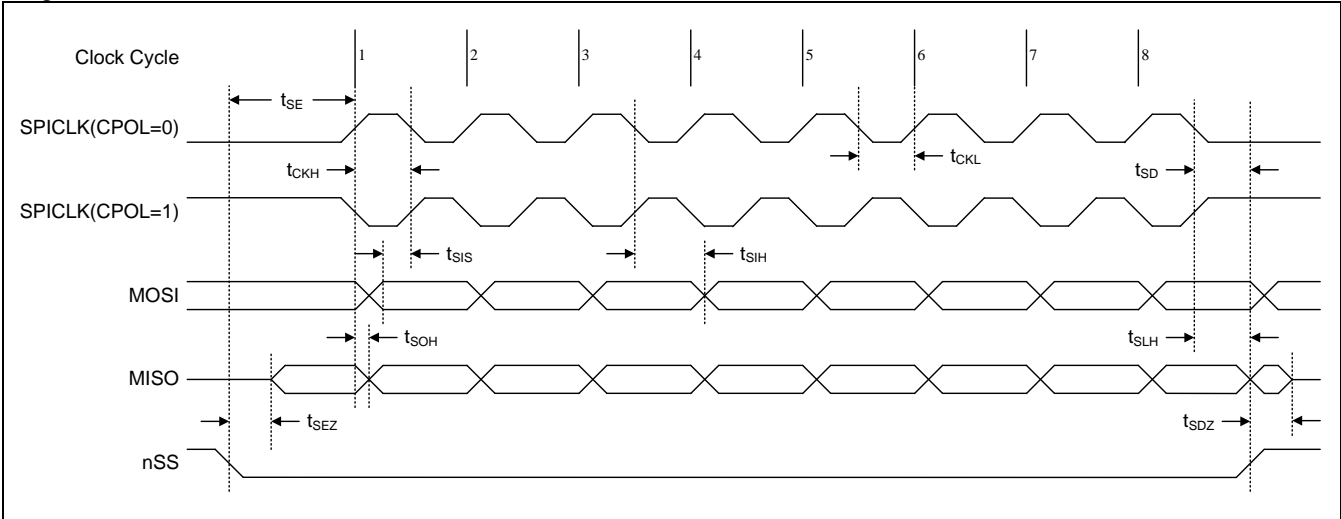 Clock Cycle 1 2 3 4 5 6 7 8
tSE
SPICLK(CPOL=0)
tCKH tCKL tSD
SPICLK(CPOL=1)
tSIS tSIH
MOSI
tSOH tSLH
MISO
tSEZ tSDZ
nSS